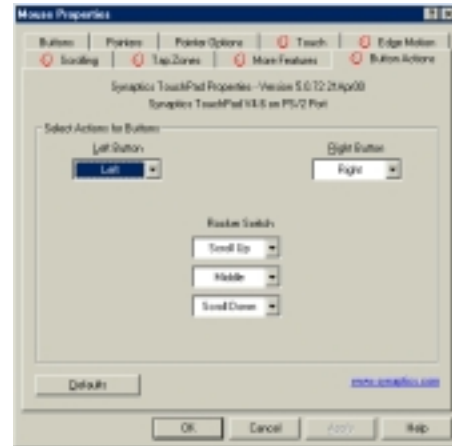 Mouse Properties
Buttons Pointers Pointer Options Touch Edge Motion
Scrolling Tap Zones More Features Button Actions
Synaptics TouchPad Properties - Version 5.0.72 21Apr00
Synaptics TouchPad V4.6 on PS/2 Port
Select Actions for Buttons
Left Button Right Button
Left Right
Rocker Switch
Scroll Up
Middle
Scroll Down
Defaults www.synaptics.com
OK Cancel Apply Help